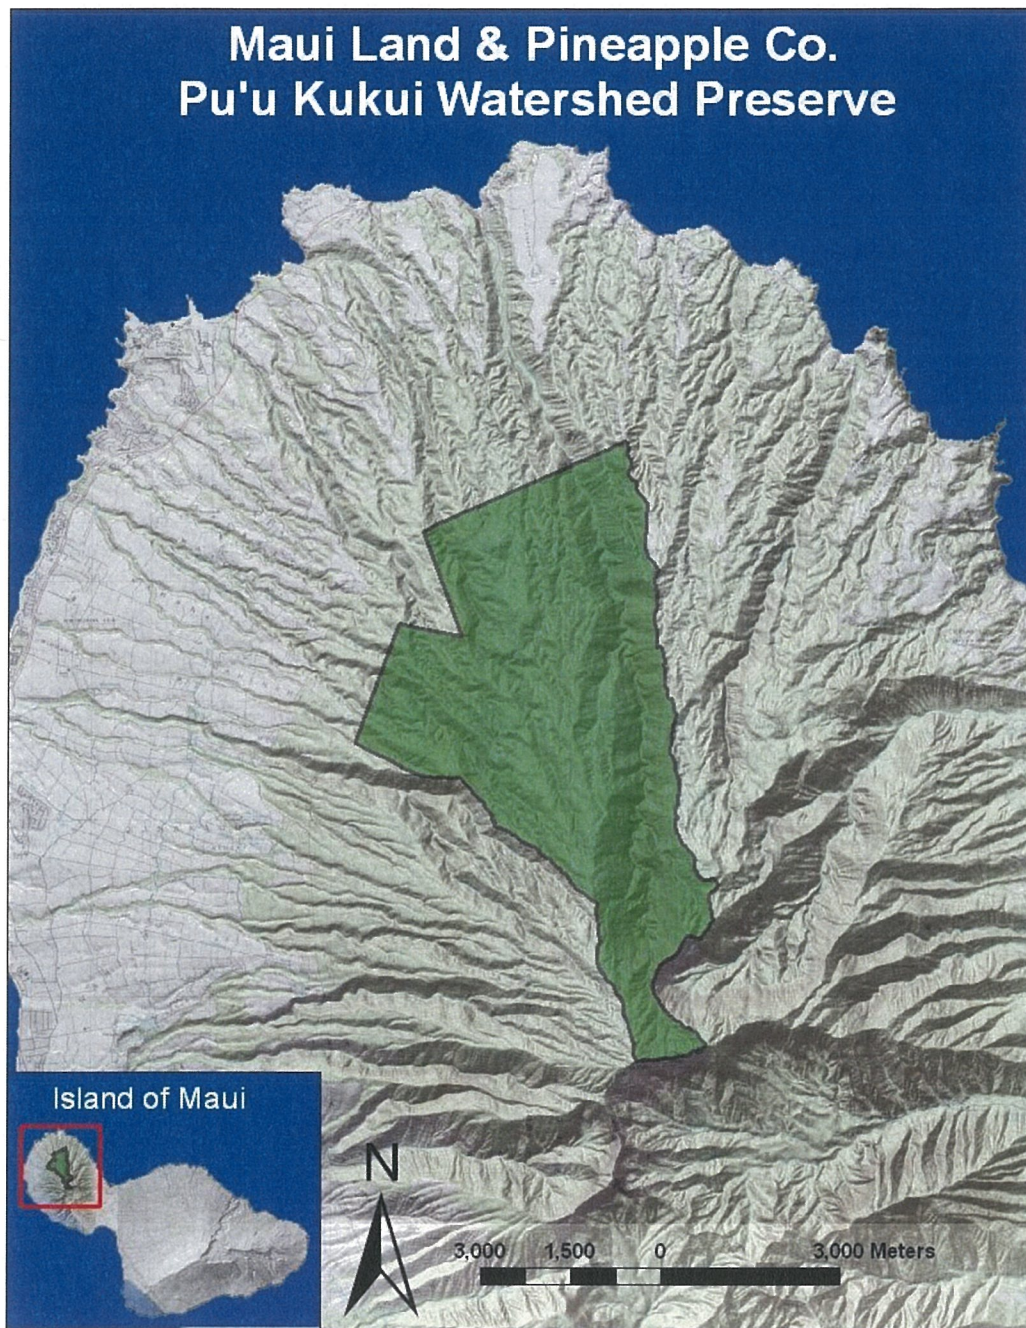 Maui Land & Pineapple Co.
Pu'u Kukui Watershed Preserve
Island of Maui
N
3,000 1,500 0 3,000 Meters